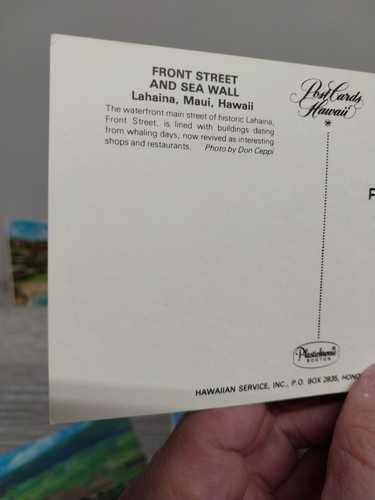 FRONT STREET
AND SEA WALL
Lahaina, Maui, Hawaii
The waterfront main street of historic Lahaina,
Front Street, is lined with buildings dating
from whaling days, now revived as interesting
shops and restaurants. Photo by Don Ceppi
Post Cards
Hawaii
Plastichrome
BOSTON
HAWAIIAN SERVICE, INC., P.O. BOX 2835, HONO